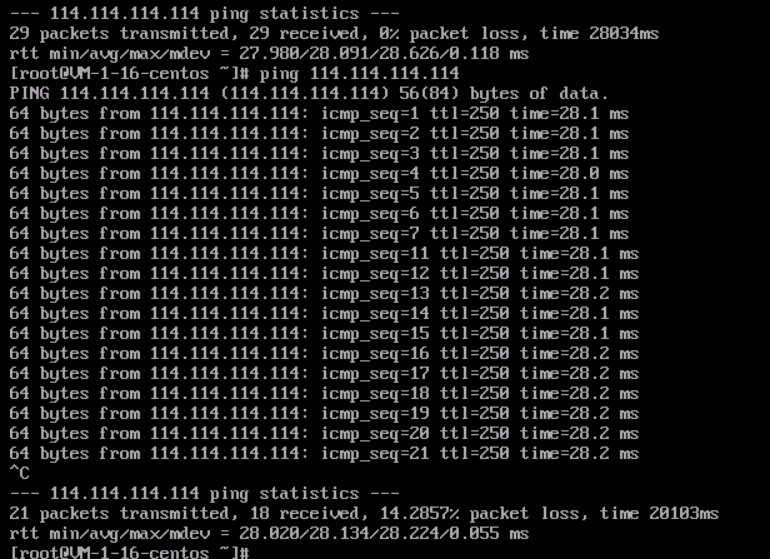 --- 114.114.114.114 ping statistics ---
29 packets transmitted, 29 received, 0% packet loss, time 28034ms
rtt min/avg/max/mdev = 27.980/28.091/28.626/0.118 ms
[root@VM-1-16-centos ~]# ping 114.114.114.114
PING 114.114.114.114 (114.114.114.114) 56(84) bytes of data.
64 bytes from 114.114.114.114: icmp_seq=1 ttl=250 time=28.1 ms
64 bytes from 114.114.114.114: icmp_seq=2 ttl=250 time=28.1 ms
64 bytes from 114.114.114.114: icmp_seq=3 ttl=250 time=28.1 ms
64 bytes from 114.114.114.114: icmp_seq=4 ttl=250 time=28.0 ms
64 bytes from 114.114.114.114: icmp_seq=5 ttl=250 time=28.1 ms
64 bytes from 114.114.114.114: icmp_seq=6 ttl=250 time=28.1 ms
64 bytes from 114.114.114.114: icmp_seq=7 ttl=250 time=28.1 ms
64 bytes from 114.114.114.114: icmp_seq=11 ttl=250 time=28.1 ms
64 bytes from 114.114.114.114: icmp_seq=12 ttl=250 time=28.1 ms
64 bytes from 114.114.114.114: icmp_seq=13 ttl=250 time=28.2 ms
64 bytes from 114.114.114.114: icmp_seq=14 ttl=250 time=28.1 ms
64 bytes from 114.114.114.114: icmp_seq=15 ttl=250 time=28.1 ms
64 bytes from 114.114.114.114: icmp_seq=16 ttl=250 time=28.2 ms
64 bytes from 114.114.114.114: icmp_seq=17 ttl=250 time=28.2 ms
64 bytes from 114.114.114.114: icmp_seq=18 ttl=250 time=28.2 ms
64 bytes from 114.114.114.114: icmp_seq=19 ttl=250 time=28.2 ms
64 bytes from 114.114.114.114: icmp_seq=20 ttl=250 time=28.2 ms
64 bytes from 114.114.114.114: icmp_seq=21 ttl=250 time=28.2 ms
^C
--- 114.114.114.114 ping statistics ---
21 packets transmitted, 18 received, 14.2857% packet loss, time 20103ms
rtt min/avg/max/mdev = 28.020/28.134/28.224/0.055 ms
[root@VM-1-16-centos ~]#